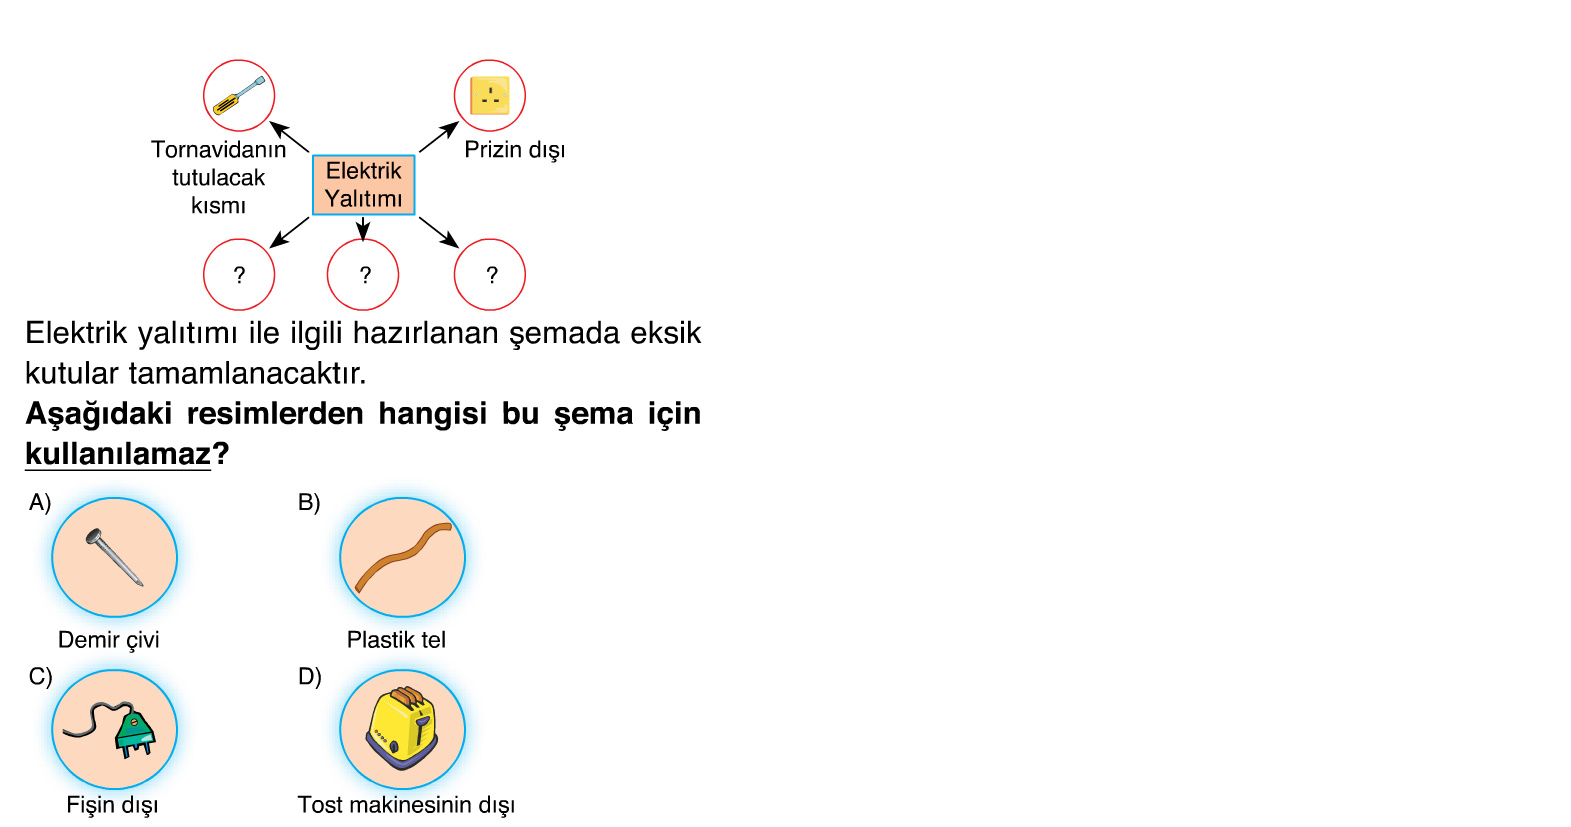 Tornavidanın
tutulacak
kısmı
Prizin dışı
Elektrik
Yalıtımı
?
?
?
Elektrik yalıtımı ile ilgili hazırlanan şemada eksik
kutular tamamlanacaktır.
Aşağıdaki resimlerden hangisi bu şema için
kullanılamaz?
A)
Demir çivi
B)
Plastik tel
C)
Fişin dışı
D)
Tost makinesinin dışı